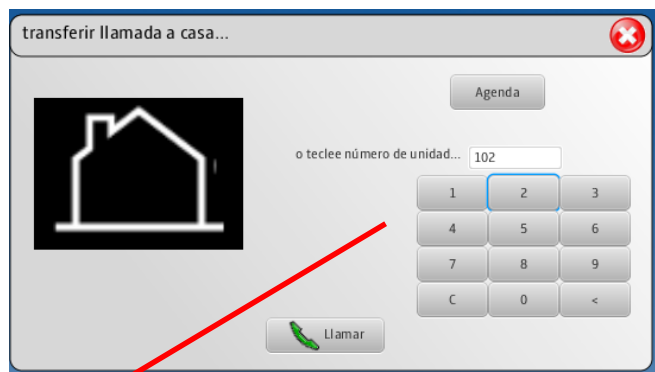 transferir llamada a casa...
Agenda
o teclee número de unidad... 102
1 2 3
4 5 6
7 8 9
C 0 <
Llamar